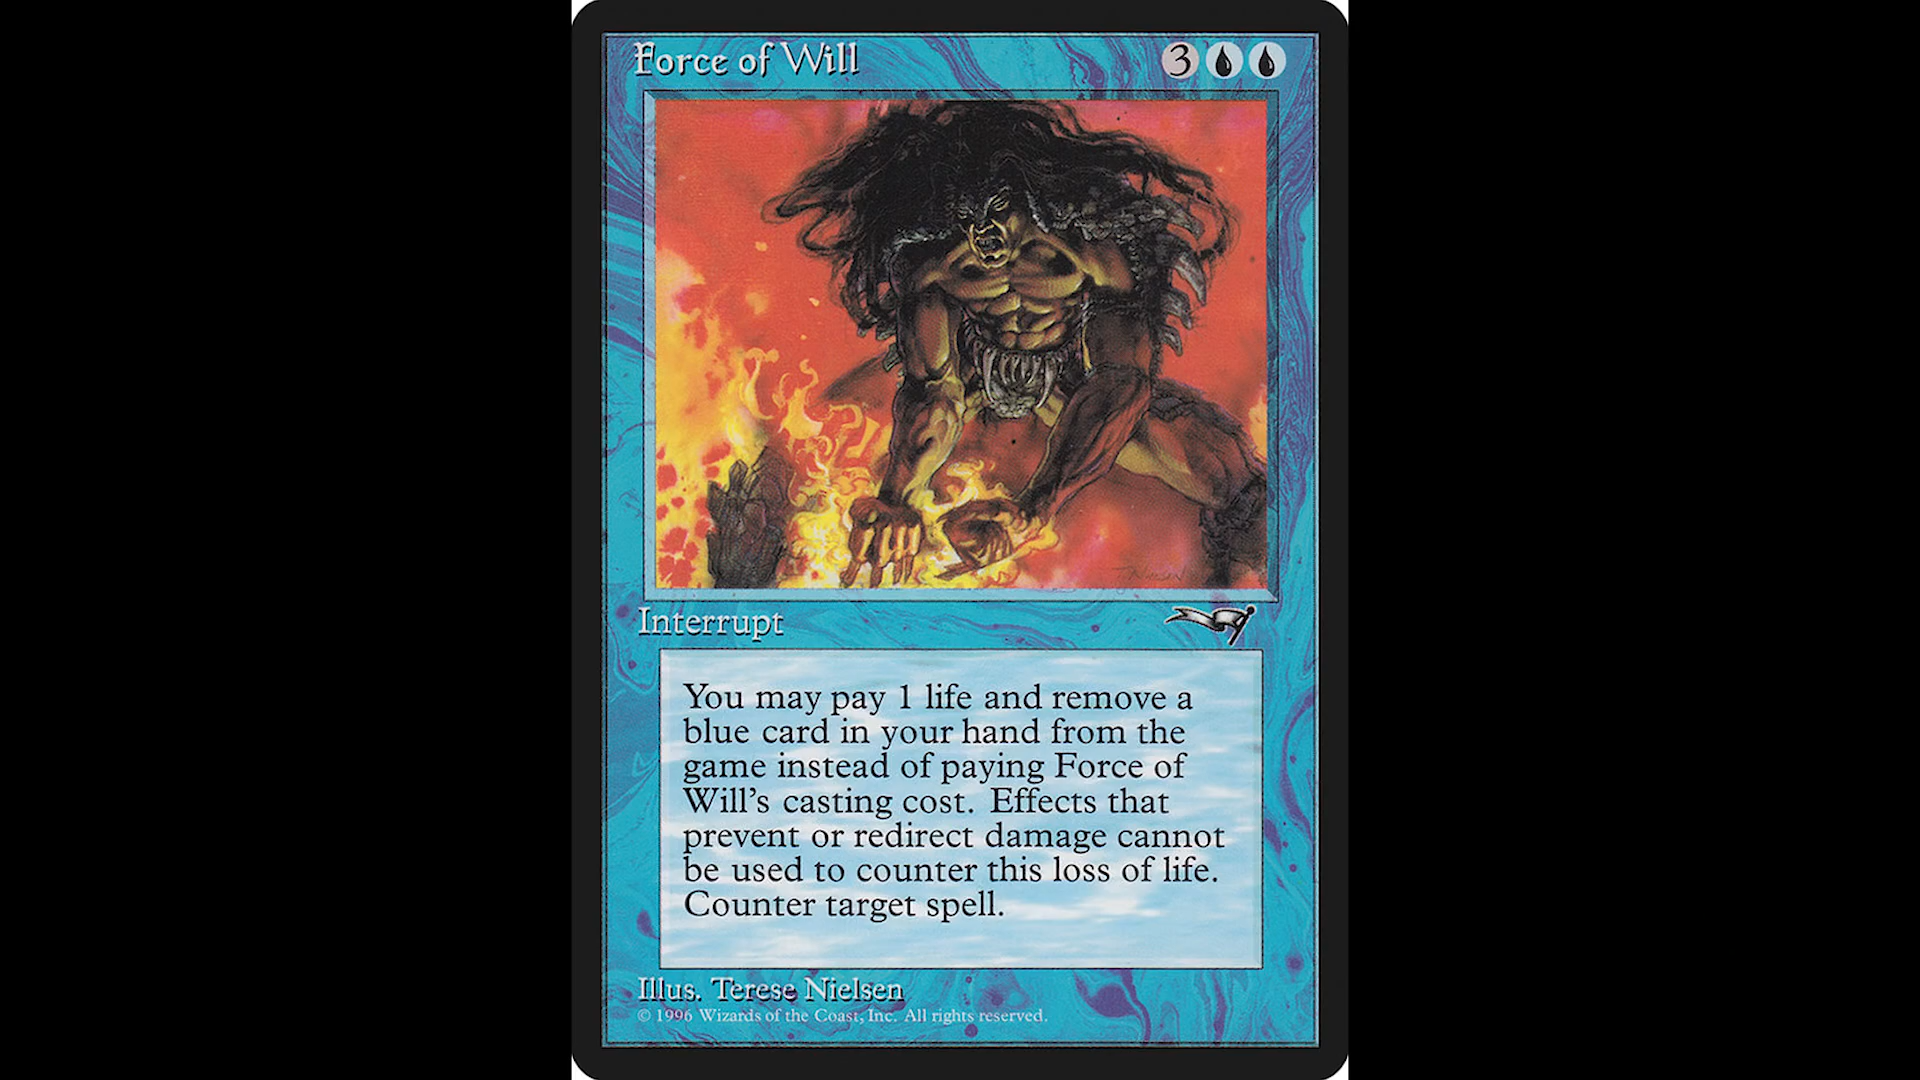 Force of Will 3
Interrupt
You may pay 1 life and remove a
blue card in your hand from the
game instead of paying Force of
Will's casting cost. Effects that
prevent or redirect damage cannot
be used to counter this loss of life.
Counter target spell.
Illus. Terese Nielsen
© 1996 Wizards of the Coast, Inc. All rights reserved.